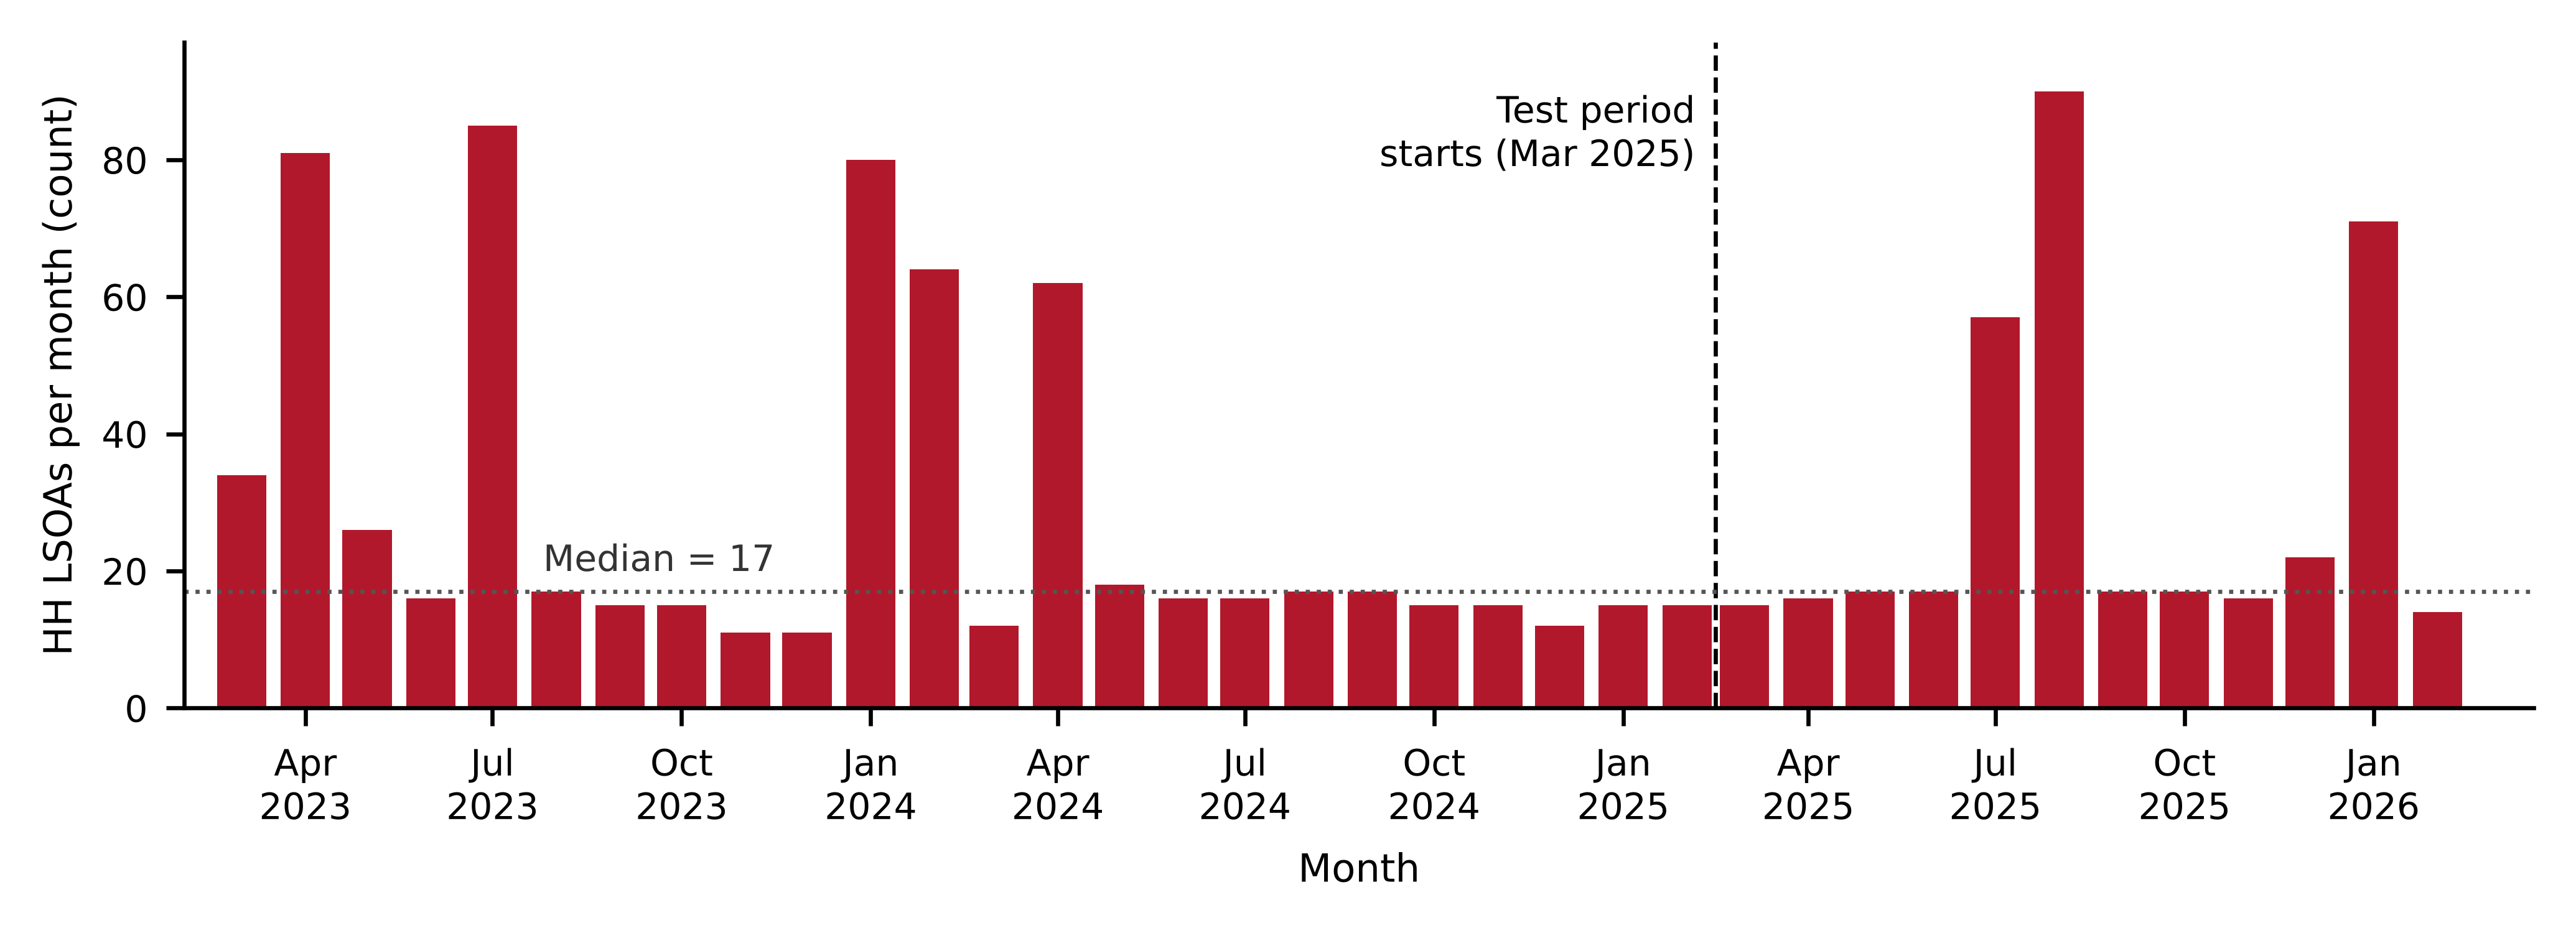 HH LSOAs per month (count)
80
60
40
20
0
Test period
starts (Mar 2025)
Median = 17
Apr
2023
Jul
2023
Oct
2023
Jan
2024
Apr
2024
Jul
2024
Oct
2024
Jan
2025
Apr
2025
Jul
2025
Oct
2025
Jan
2026
Month